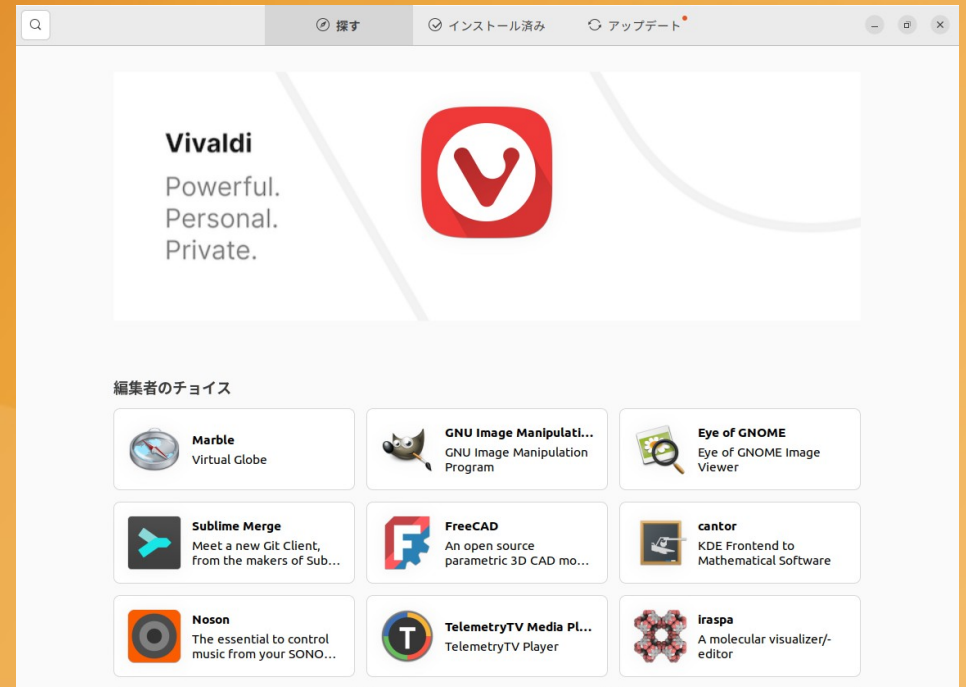 探す
インストール済み
アップデート
Vivaldi
Powerful.
Personal.
Private.
編集者のチョイス
Marble
Virtual Globe
GNU Image Manipulati...
GNU Image Manipulation
Program
Eye of GNOME
Eye of GNOME Image
Viewer
Sublime Merge
Meet a new Git Client,
from the makers of Sub...
FreeCAD
An open source
parametric 3D CAD mo...
cantor
KDE Frontend to
Mathematical Software
Noson
The essential to control
music from your SONO...
TelemetryTV Media Pl...
TelemetryTV Player
iraspa
A molecular visualizer/-
editor